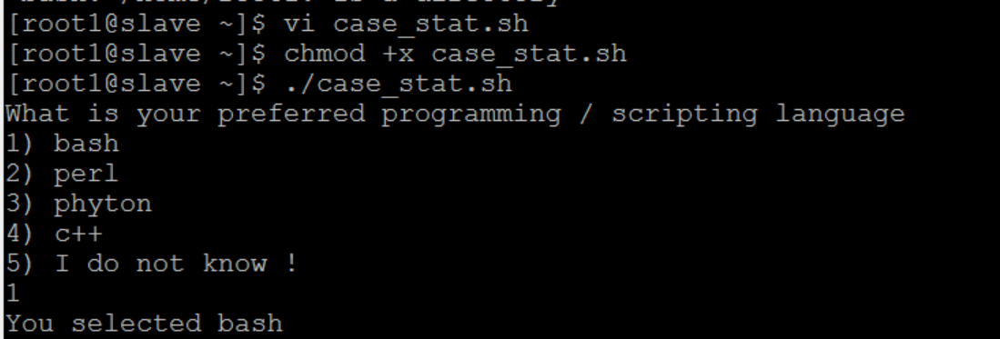 [root1@slave ~]$ vi case_stat.sh
[root1@slave ~]$ chmod +x case_stat.sh
[root1@slave ~]$ ./case_stat.sh
What is your preferred programming / scripting language
1) bash
2) perl
3) phyton
4) c++
5) I do not know !
1
You selected bash